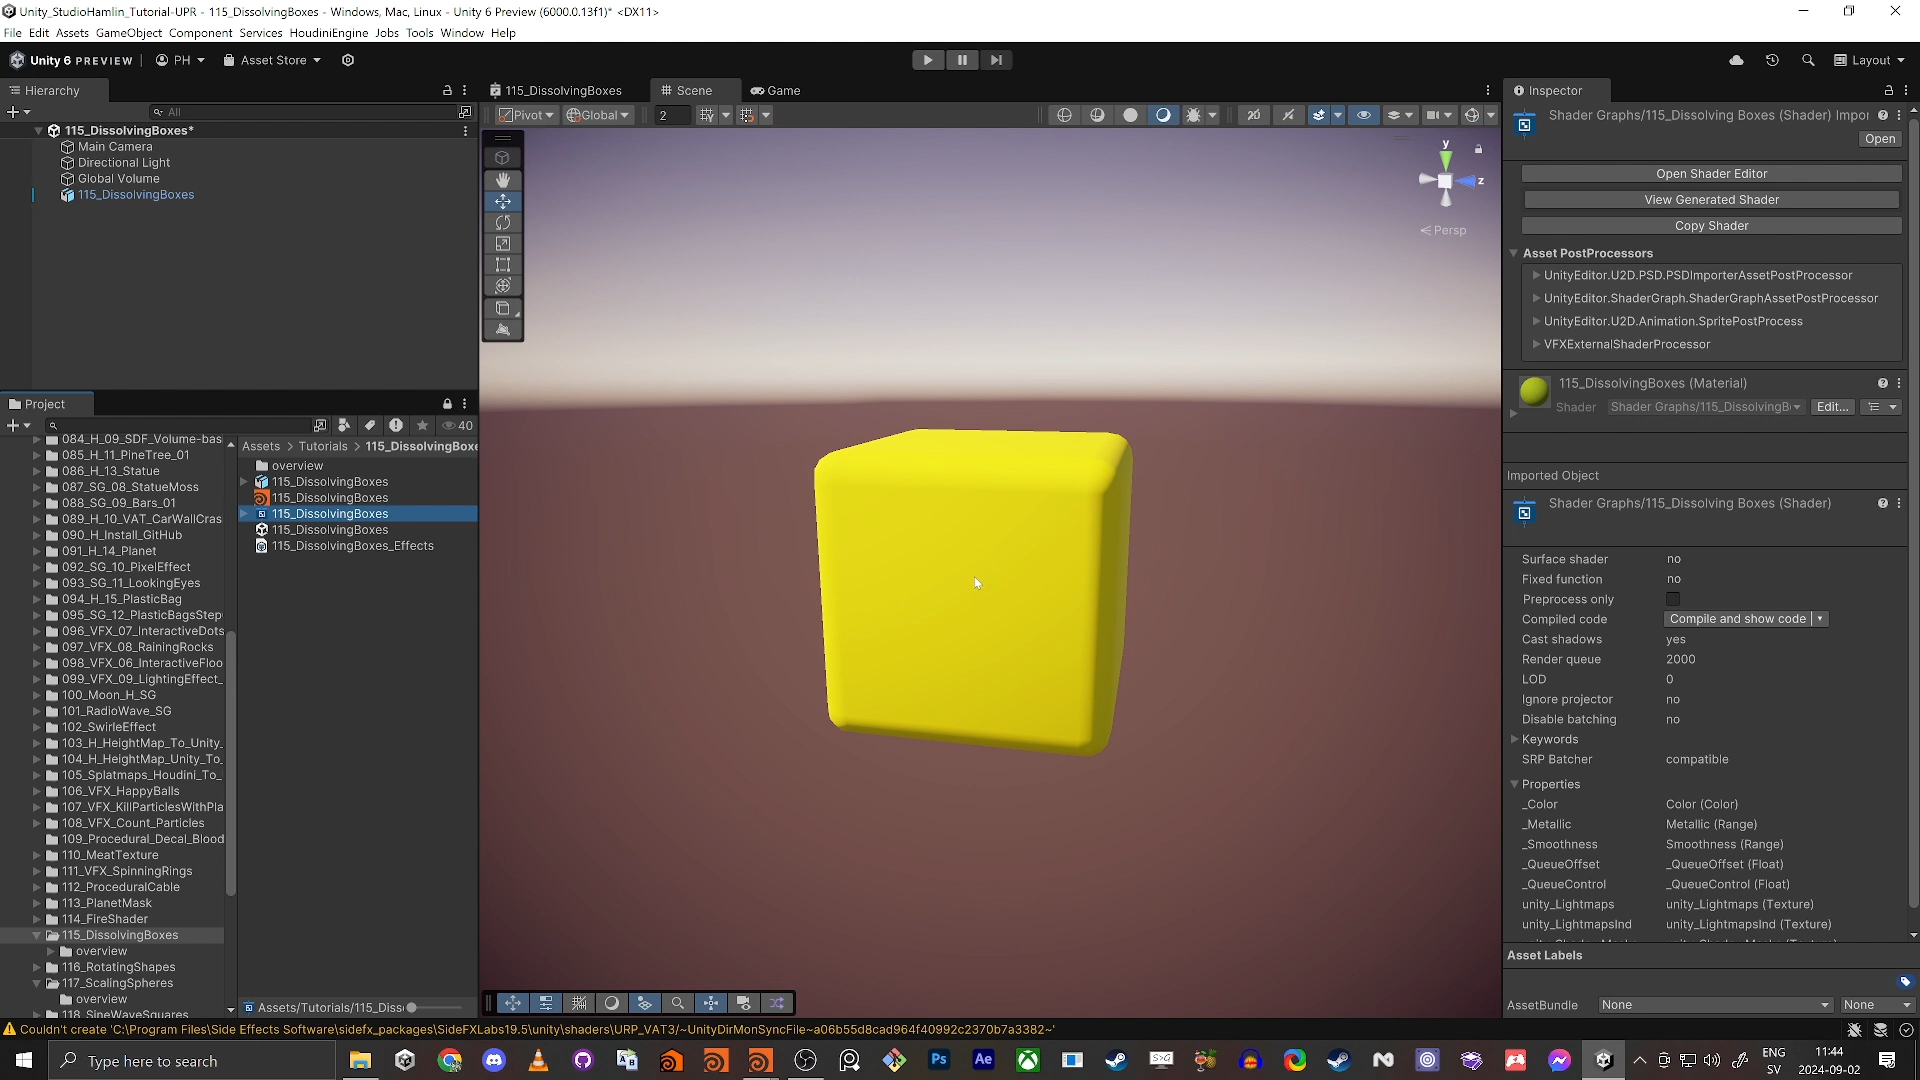 Unity_StudioHamlin_Tutorial-UPR - 115_DissolvingBoxes - Windows, Mac, Linux - Unity 6 Preview (6000.0.13f1)* <DX11>
File Edit Assets GameObject Component Services HoudiniEngine Jobs Tools Window Help
Unity 6 PREVIEW PH Asset Store Layout
Hierarchy
All
115_DissolvingBoxes*
Main Camera
Directional Light
Global Volume
115_DissolvingBoxes
Project
40
084_H_09_SDF_Volume-bas
085_H_11_PineTree_01
086_H_13_Statue
087_SG_08_StatueMoss
088_SG_09_Bars_01
089_H_10_VAT_CarWallCras
090_H_Install_GitHub
091_H_14_Planet
092_SG_10_PixelEffect
093_SG_11_LookingEyes
094_H_15_PlasticBag
095_SG_12_PlasticBagsStep
096_VFX_07_InteractiveDots
097_VFX_08_RainingRocks
098_VFX_06_InteractiveFloo
099_VFX_09_LightingEffect_
100_Moon_H_SG
101_RadioWave_SG
102_SwirleEffect
103_H_HeightMap_To_Unity_
104_H_HeightMap_Unity_To_
105_Splatmaps_Houdini_To_
106_VFX_HappyBalls
107_VFX_KillParticlesWithPla
108_VFX_Count_Particles
109_Procedural_Decal_Blood
110_MeatTexture
111_VFX_SpinningRings
112_ProceduralCable
113_PlanetMask
114_FireShader
115_DissolvingBoxes
overview
116_RotatingShapes
117_ScalingSpheres
overview
118_SineWaveSquares
Assets > Tutorials > 115_DissolvingBoxe
overview
115_DissolvingBoxes
115_DissolvingBoxes
115_DissolvingBoxes
115_DissolvingBoxes
115_DissolvingBoxes_Effects
Assets/Tutorials/115_Diss
115_DissolvingBoxes Scene Game
Pivot Global 2 2D
y
z
Persp
Inspector
Shader Graphs/115_Dissolving Boxes (Shader) Impor
Open
Open Shader Editor
View Generated Shader
Copy Shader
Asset PostProcessors
UnityEditor.U2D.PSD.PSDImporterAssetPostProcessor
UnityEditor.ShaderGraph.ShaderGraphAssetPostProcessor
UnityEditor.U2D.Animation.SpritePostProcess
VFXExternalShaderProcessor
115_DissolvingBoxes (Material)
Shader Shader Graphs/115_DissolvingB Edit...
Imported Object
Shader Graphs/115_Dissolving Boxes (Shader)
Surface shader no
Fixed function no
Preprocess only
Compiled code Compile and show code
Cast shadows yes
Render queue 2000
LOD 0
Ignore projector no
Disable batching no
Keywords
SRP Batcher compatible
Properties
_Color Color (Color)
_Metallic Metallic (Range)
_Smoothness Smoothness (Range)
_QueueOffset _QueueOffset (Float)
_QueueControl _QueueControl (Float)
unity_Lightmaps unity_Lightmaps (Texture)
unity_LightmapsInd unity_LightmapsInd (Texture)
Asset Labels
AssetBundle None None
Couldn't create 'C:\Program Files\Side Effects Software\sidefx_packages\SideFXLabs19.5\unity\shaders\URP_VAT3/~UnityDirMonSyncFile~a06b55d8cad964f40992c2370b7a3382~'
Type here to search
Ps
Ae
ENG
SV
11:44
2024-09-02